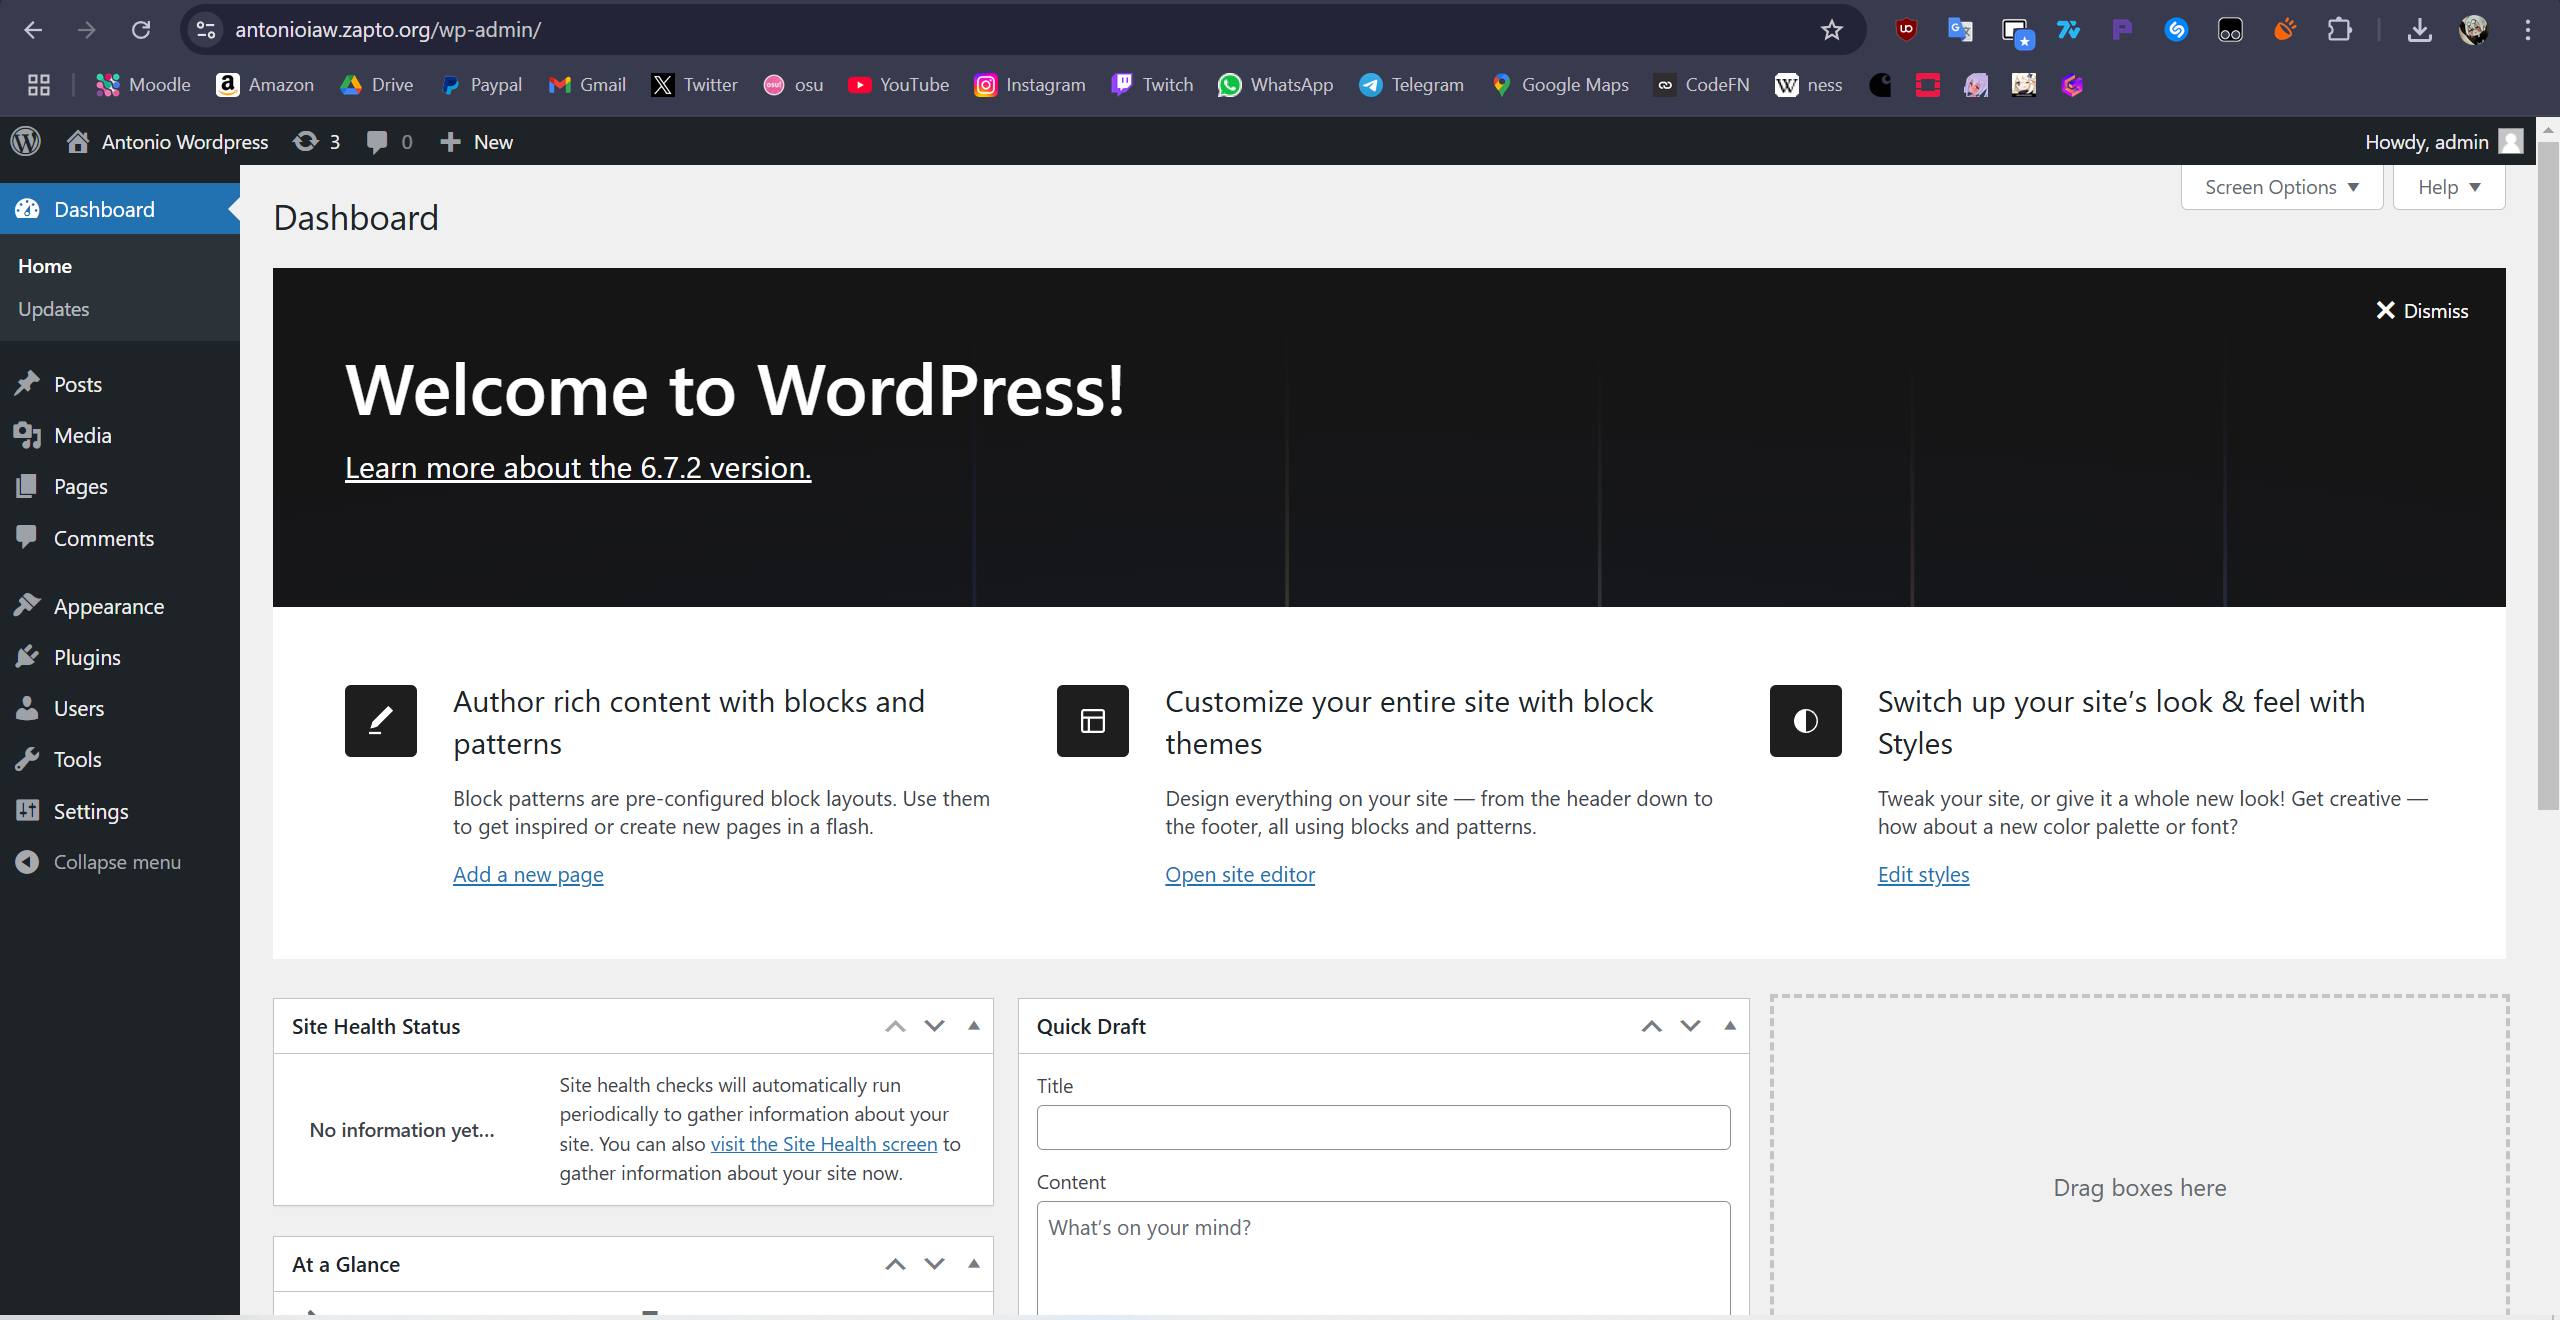 antonioiaw.zapto.org/wp-admin/
Moodle Amazon Drive Paypal Gmail Twitter osu YouTube Instagram Twitch WhatsApp Telegram Google Maps CodeFN ness
Antonio Wordpress 3 0 New
Howdy, admin
Screen Options
Help
Dashboard
Home
Updates
Posts
Media
Pages
Comments
Appearance
Plugins
Users
Tools
Settings
Collapse menu
Dashboard
Dismiss
Welcome to WordPress!
Learn more about the 6.7.2 version.
Author rich content with blocks and
patterns
Block patterns are pre-configured block layouts. Use them
to get inspired or create new pages in a flash.
Add a new page
Customize your entire site with block
themes
Design everything on your site — from the header down to
the footer, all using blocks and patterns.
Open site editor
Switch up your site’s look & feel with
Styles
Tweak your site, or give it a whole new look! Get creative —
how about a new color palette or font?
Edit styles
Site Health Status
No information yet…
Site health checks will automatically run
periodically to gather information about your
site. You can also visit the Site Health screen to
gather information about your site now.
At a Glance
Quick Draft
Title
Content
What’s on your mind?
Drag boxes here